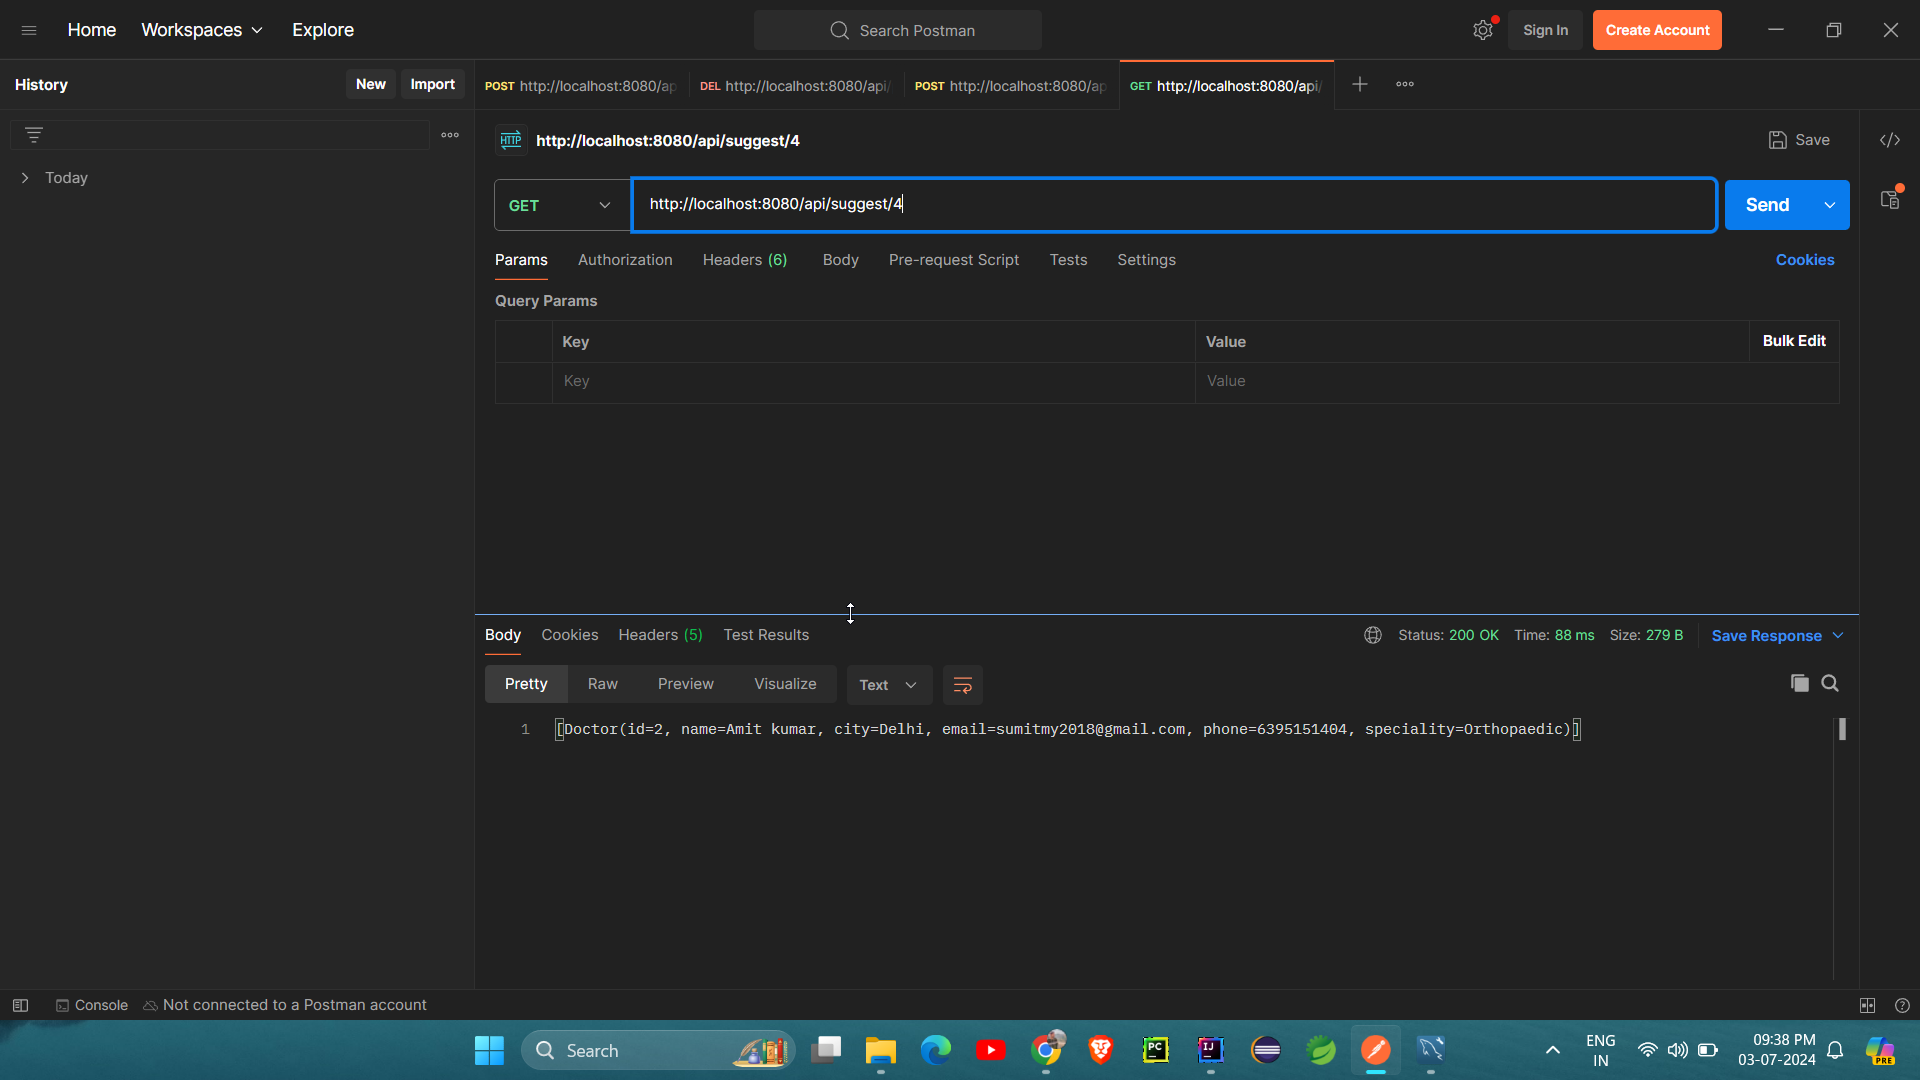 Home Workspaces Explore Search Postman Sign In Create Account
History New Import
POST http://localhost:8080/ap DEL http://localhost:8080/api/ POST http://localhost:8080/ap GET http://localhost:8080/api/
Today
HTTP http://localhost:8080/api/suggest/4 Save
GET http://localhost:8080/api/suggest/4 Send
Params Authorization Headers (6) Body Pre-request Script Tests Settings Cookies
Query Params
Key Value Bulk Edit
Key Value
Body Cookies Headers (5) Test Results Status: 200 OK Time: 88 ms Size: 279 B Save Response
Pretty Raw Preview Visualize Text
1 [Doctor(id=2, name=Amit kumar, city=Delhi, email=sumitmy2018@gmail.com, phone=6395151404, speciality=Orthopaedic)]
Console Not connected to a Postman account
Search PC IJ ENG IN 09:38 PM 03-07-2024 PRE